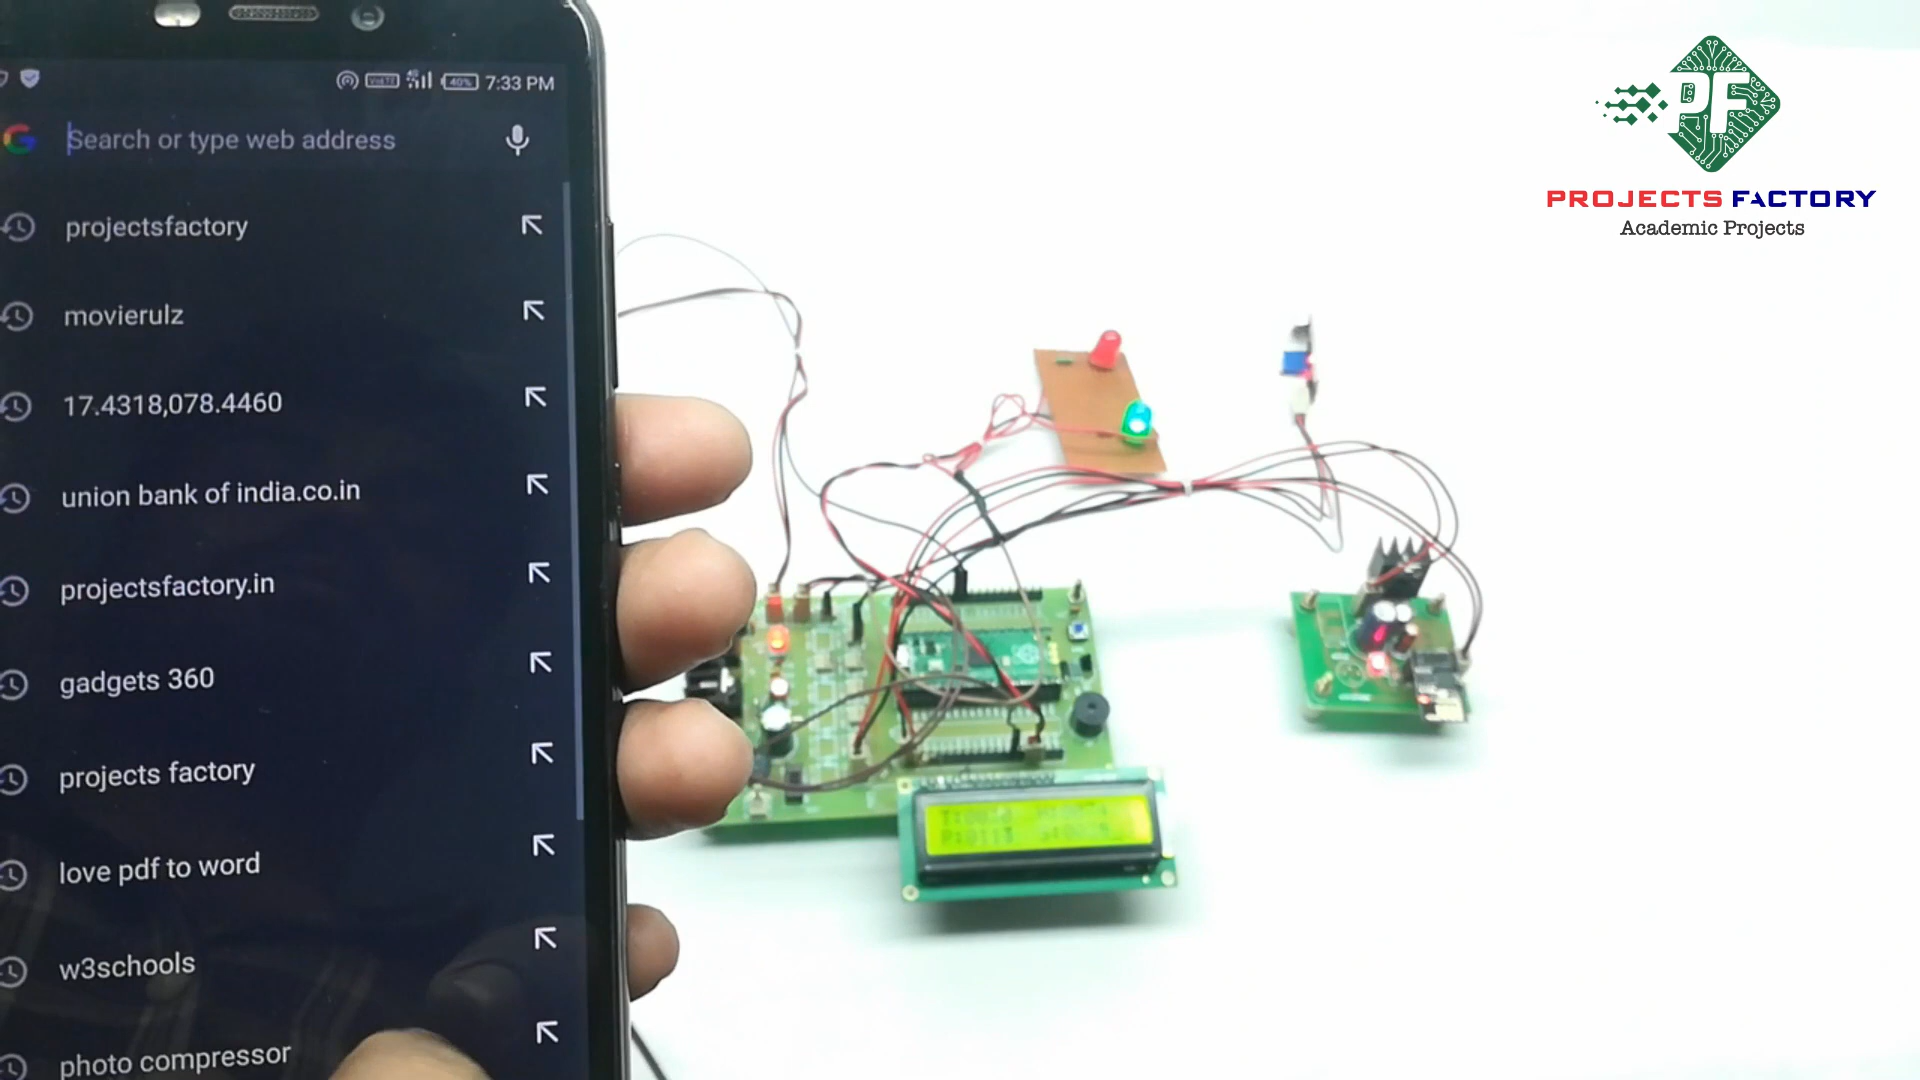 7:33 PM
Search or type web address
projectsfactory
movierulz
17.4318,078.4460
union bank of india.co.in
projectsfactory.in
gadgets 360
projects factory
love pdf to word
w3schools
photo compressor
PF
PROJECTS FACTORY
Academic Projects